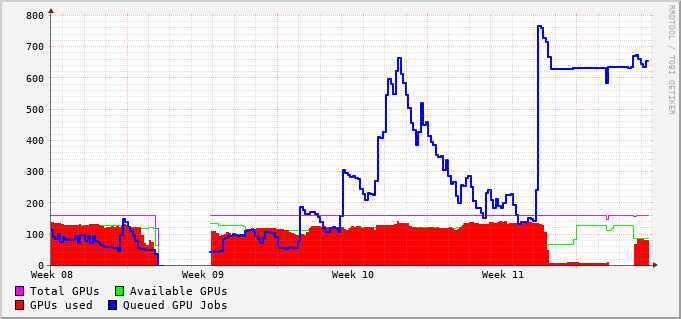 800
700
600
500
400
300
200
100
0
Week 08 Week 09 Week 10 Week 11
Total GPUs Available GPUs
GPUs used Queued GPU Jobs
RRDTOOL / TOBI OETIKER